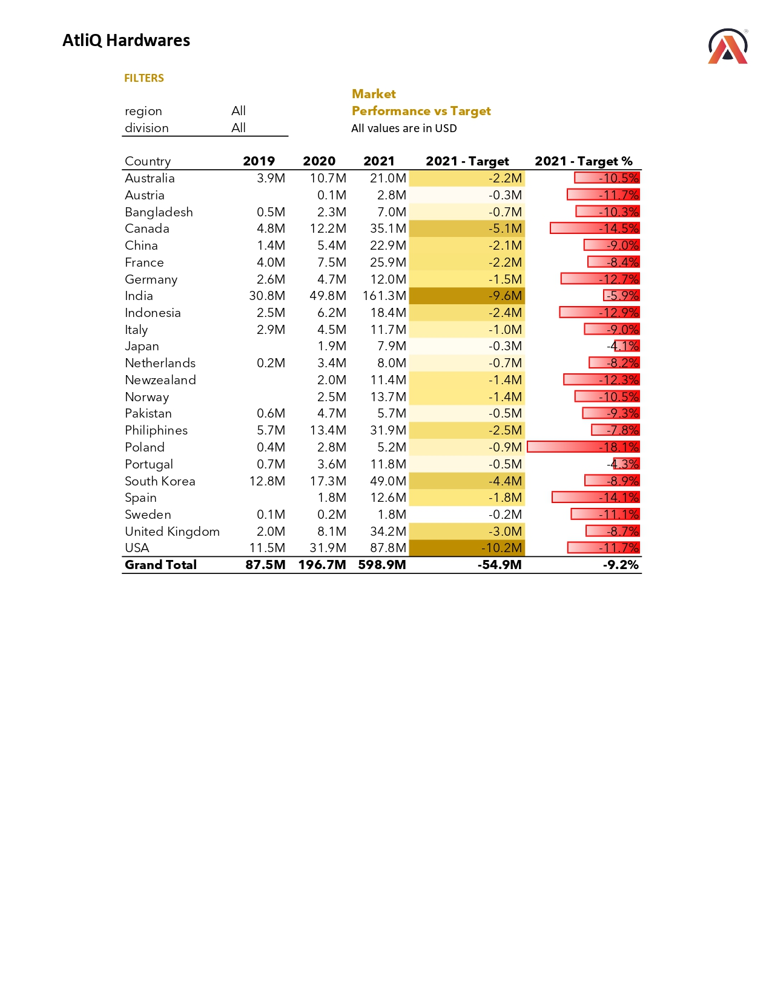 AtliQ Hardwares
®
FILTERS
Market
region All Performance vs Target
division All All values are in USD
Country 2019 2020 2021 2021 - Target 2021 - Target %
Australia 3.9M 10.7M 21.0M -2.2M -10.5%
Austria 0.1M 2.8M -0.3M -11.7%
Bangladesh 0.5M 2.3M 7.0M -0.7M -10.3%
Canada 4.8M 12.2M 35.1M -5.1M -14.5%
China 1.4M 5.4M 22.9M -2.1M -9.0%
France 4.0M 7.5M 25.9M -2.2M -8.4%
Germany 2.6M 4.7M 12.0M -1.5M -12.7%
India 30.8M 49.8M 161.3M -9.6M -5.9%
Indonesia 2.5M 6.2M 18.4M -2.4M -12.9%
Italy 2.9M 4.5M 11.7M -1.0M -9.0%
Japan 1.9M 7.9M -0.3M -4.1%
Netherlands 0.2M 3.4M 8.0M -0.7M -8.2%
Newzealand 2.0M 11.4M -1.4M -12.3%
Norway 2.5M 13.7M -1.4M -10.5%
Pakistan 0.6M 4.7M 5.7M -0.5M -9.3%
Philiphines 5.7M 13.4M 31.9M -2.5M -7.8%
Poland 0.4M 2.8M 5.2M -0.9M -18.1%
Portugal 0.7M 3.6M 11.8M -0.5M -4.3%
South Korea 12.8M 17.3M 49.0M -4.4M -8.9%
Spain 1.8M 12.6M -1.8M -14.1%
Sweden 0.1M 0.2M 1.8M -0.2M -11.1%
United Kingdom 2.0M 8.1M 34.2M -3.0M -8.7%
USA 11.5M 31.9M 87.8M -10.2M -11.7%
Grand Total 87.5M 196.7M 598.9M -54.9M -9.2%